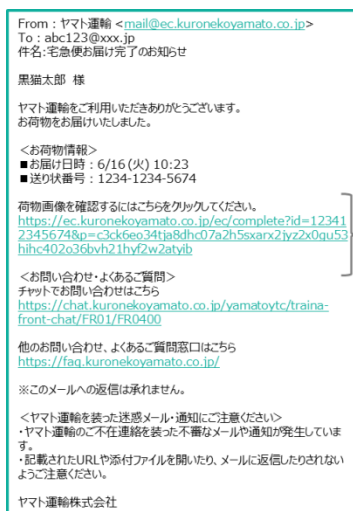 From : ヤマト運輸 <mail@ec.kuronekoyamato.co.jp>
To : abc123@xxx.jp
件名:宅急便お届け完了のお知らせ
黒猫太郎 様
ヤマト運輸をご利用いただきありがとうございます。
お荷物をお届けいたしました。
<お荷物情報>
■お届け日時 : 6/16(火) 10:23
■送り状番号 : 1234-1234-5674
荷物画像を確認するにはこちらをクリックしてください。
https://ec.kuronekoyamato.co.jp/ec/complete?id=12341
2345674&p=c3ck6eo34tja8dhc07a2h5sxarx2jyz2x0gu53
hihc402o36bvh21hyf2w2atyib
<お問い合わせ・よくあるご質問>
チャットでお問い合わせはこちら
https://chat.kuronekoyamato.co.jp/yamatoytc/traina-
front-chat/FR01/FR0400
他のお問い合わせ、よくあるご質問窓口はこちら
https://faq.kuronekoyamato.co.jp/
※このメールへの返信は承れません。
<ヤマト運輸を装った迷惑メール・通知にご注意ください>
・ヤマト運輸のご不在連絡を装った不審なメールや通知が発生していま
す。
・記載されたURLや添付ファイルを開いたり、メールに返信したりされない
ようご注意ください。
ヤマト運輸株式会社